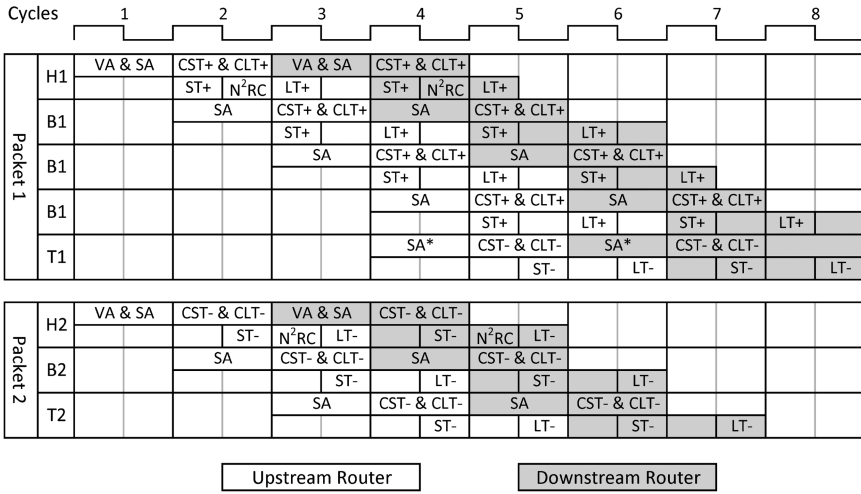 Cycles 1 2 3 4 5 6 7 8
Packet 1
H1 VA & SA CST+ & CLT+ VA & SA CST+ & CLT+
ST+ N²RC LT+ ST+ N²RC LT+
B1 SA CST+ & CLT+ SA CST+ & CLT+
ST+ LT+ ST+ LT+
B1 SA CST+ & CLT+ SA CST+ & CLT+
ST+ LT+ ST+ LT+
B1 SA CST+ & CLT+ SA CST+ & CLT+
ST+ LT+ ST+ LT+
T1 SA* CST- & CLT- SA* CST- & CLT-
ST- LT- ST- LT-
Packet 2
H2 VA & SA CST- & CLT- VA & SA CST- & CLT-
ST- N²RC LT- ST- N²RC LT-
B2 SA CST- & CLT- SA CST- & CLT-
ST- LT- ST- LT-
T2 SA CST- & CLT- SA CST- & CLT-
ST- LT- ST- LT-
Upstream Router Downstream Router